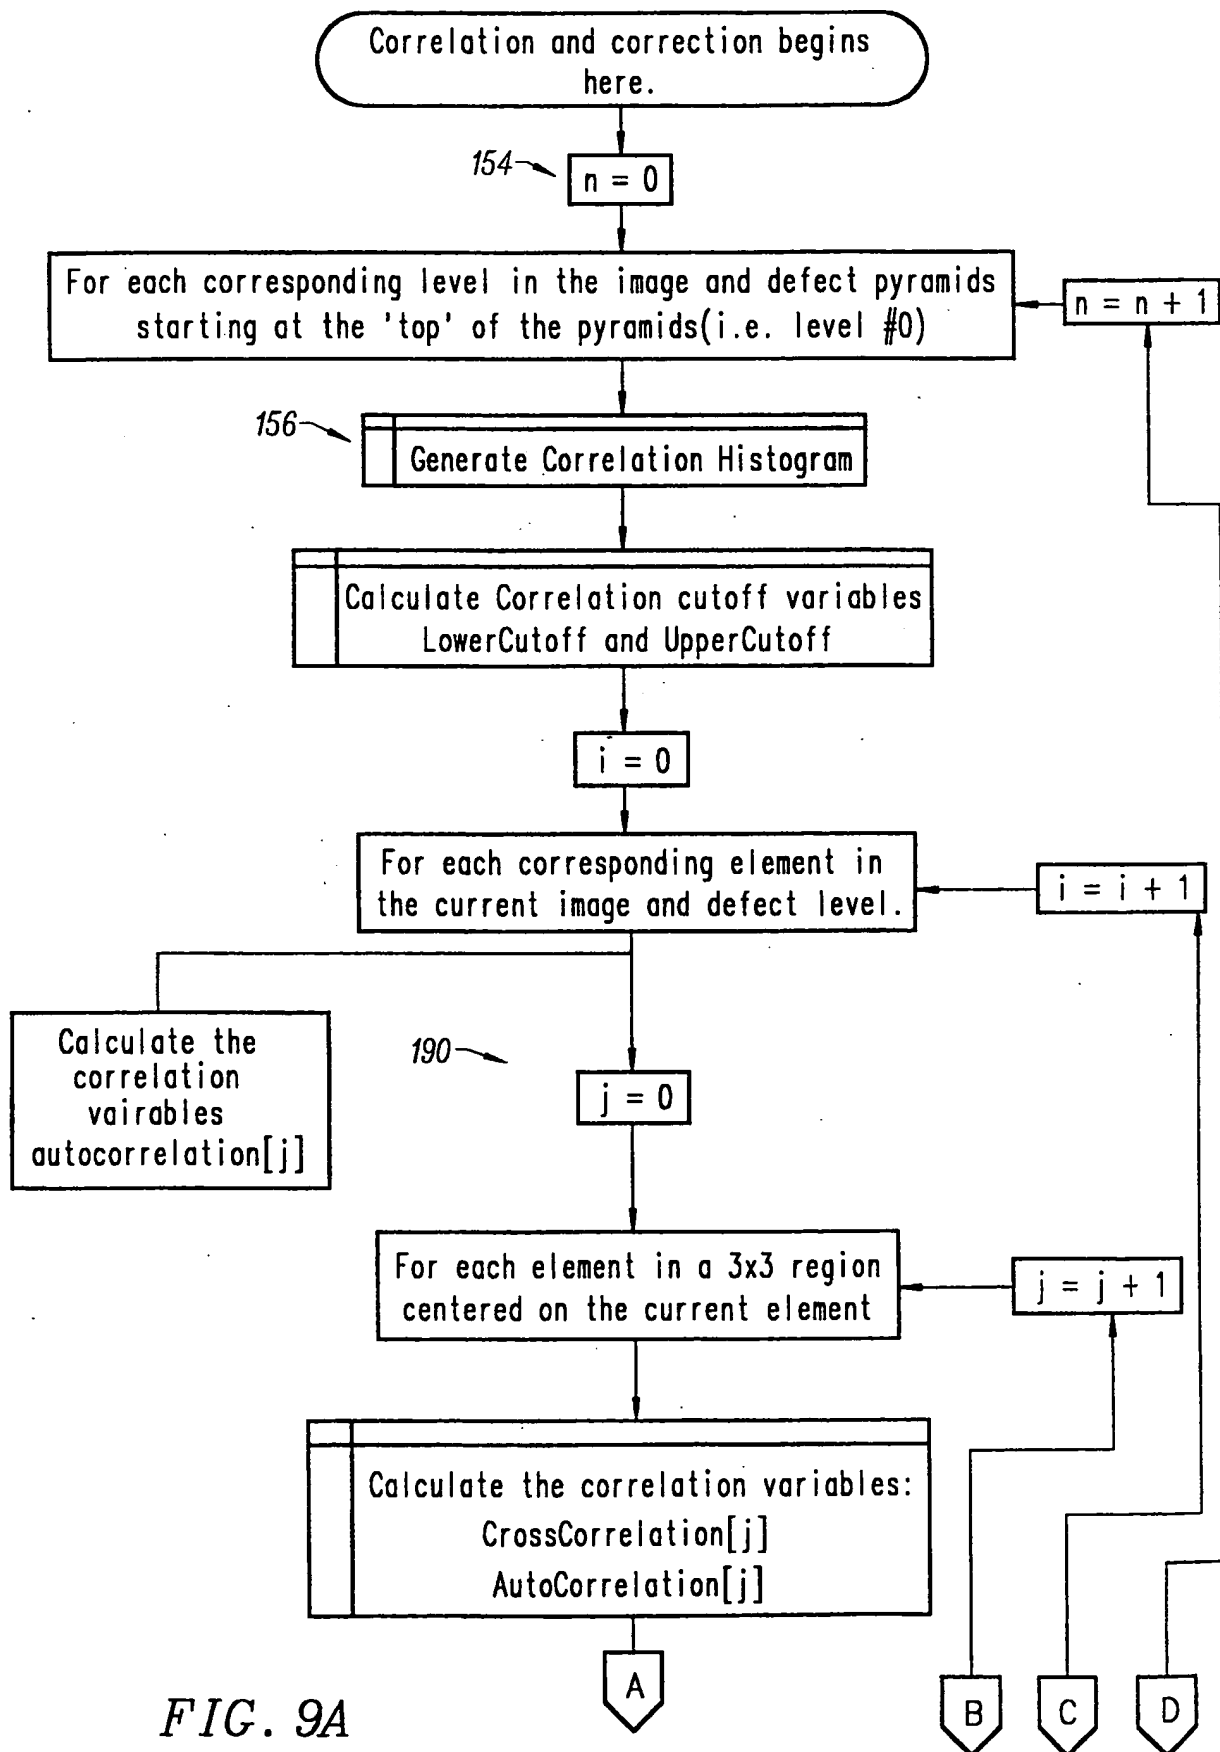 Correlation and correction begins
here.
154
n = 0
For each corresponding level in the image and defect pyramids
starting at the 'top' of the pyramids(i.e. level #0)
n = n + 1
156
Generate Correlation Histogram
Calculate Correlation cutoff variables
LowerCutoff and UpperCutoff
i = 0
For each corresponding element in
the current image and defect level.
i = i + 1
Calculate the
correlation
vairables
autocorrelation[j]
190
j = 0
For each element in a 3x3 region
centered on the current element
j = j + 1
Calculate the correlation variables:
CrossCorrelation[j]
AutoCorrelation[j]
A
B
C
D
FIG. 9A